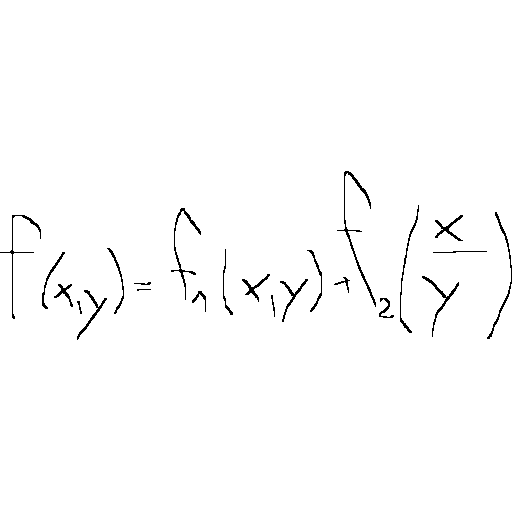 f(x,y) = f₁(x,y) + f₂(x/y)